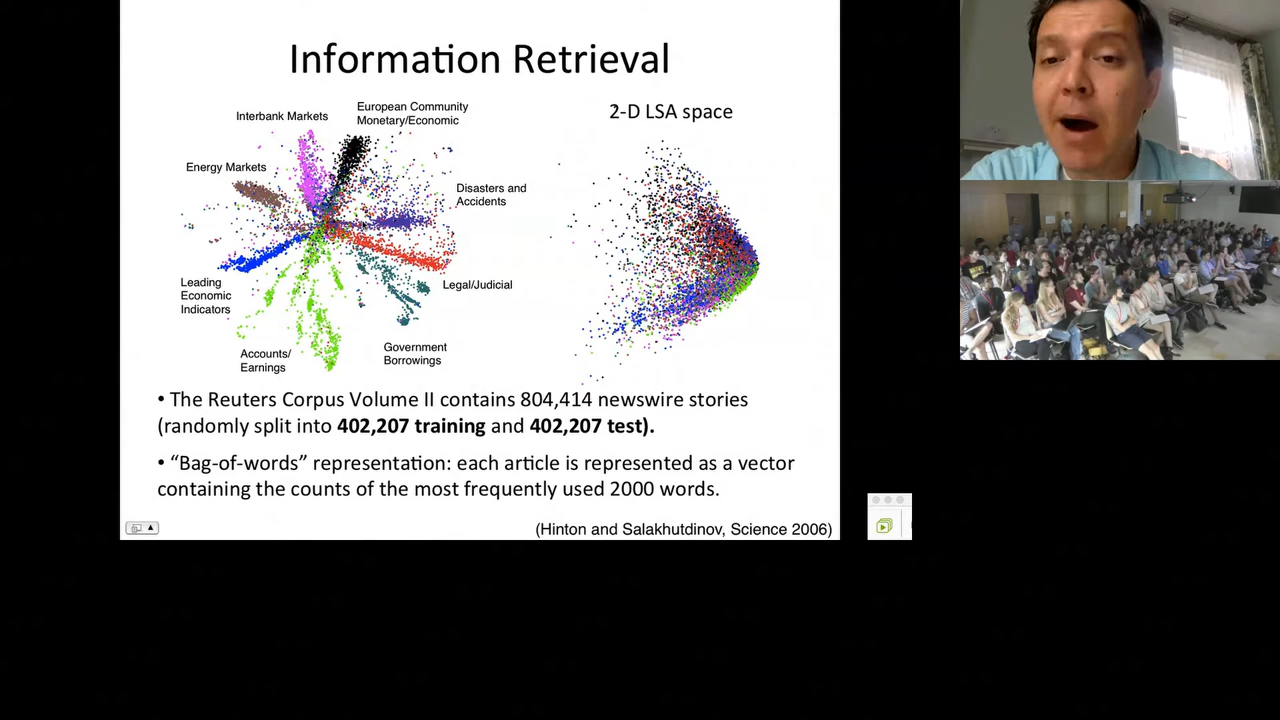 Information Retrieval
Interbank Markets
European Community
Monetary/Economic
2-D LSA space
Energy Markets
Disasters and
Accidents
Leading
Economic
Indicators
Legal/Judicial
Accounts/
Earnings
Government
Borrowings
• The Reuters Corpus Volume II contains 804,414 newswire stories
(randomly split into 402,207 training and 402,207 test).
• “Bag-of-words” representation: each article is represented as a vector
containing the counts of the most frequently used 2000 words.
(Hinton and Salakhutdinov, Science 2006)